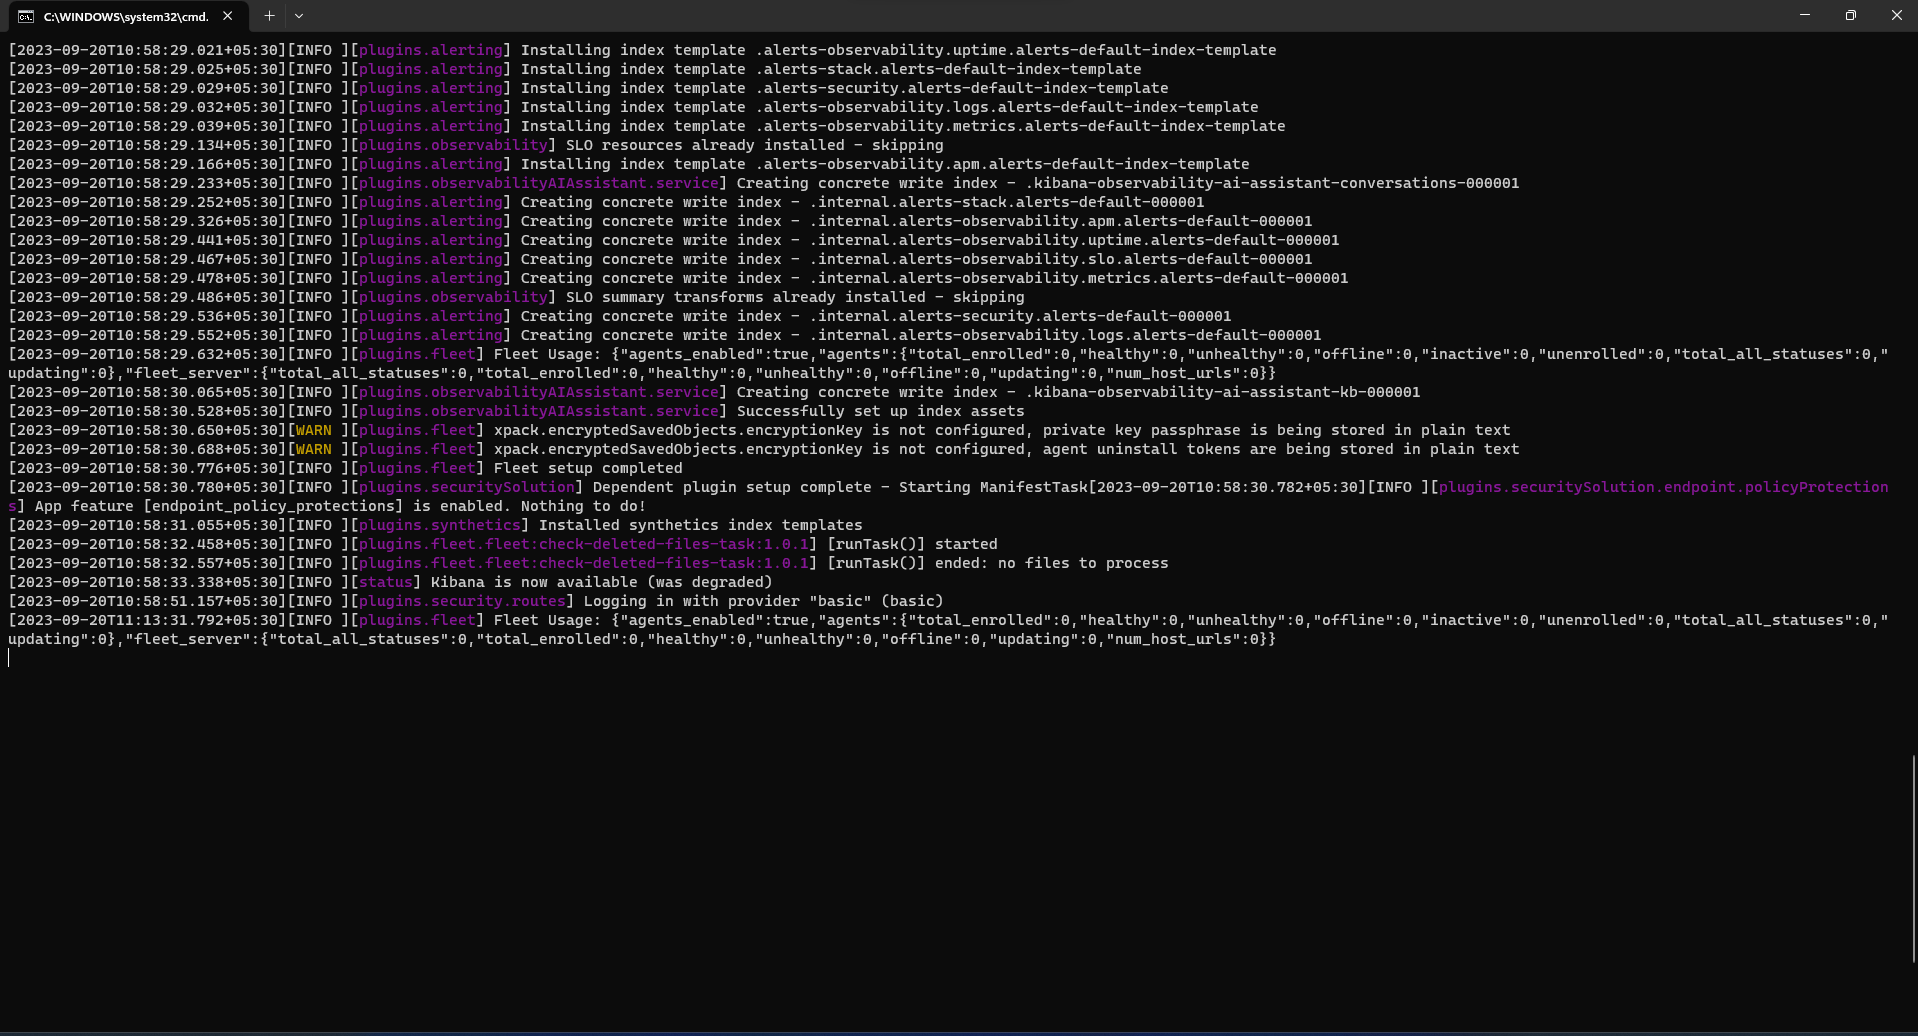 C:\WINDOWS\system32\cmd.
[2023-09-20T10:58:29.021+05:30][INFO ][plugins.alerting] Installing index template .alerts-observability.uptime.alerts-default-index-template
[2023-09-20T10:58:29.025+05:30][INFO ][plugins.alerting] Installing index template .alerts-stack.alerts-default-index-template
[2023-09-20T10:58:29.029+05:30][INFO ][plugins.alerting] Installing index template .alerts-security.alerts-default-index-template
[2023-09-20T10:58:29.032+05:30][INFO ][plugins.alerting] Installing index template .alerts-observability.logs.alerts-default-index-template
[2023-09-20T10:58:29.039+05:30][INFO ][plugins.alerting] Installing index template .alerts-observability.metrics.alerts-default-index-template
[2023-09-20T10:58:29.134+05:30][INFO ][plugins.observability] SLO resources already installed - skipping
[2023-09-20T10:58:29.166+05:30][INFO ][plugins.alerting] Installing index template .alerts-observability.apm.alerts-default-index-template
[2023-09-20T10:58:29.233+05:30][INFO ][plugins.observabilityAIAssistant.service] Creating concrete write index - .kibana-observability-ai-assistant-conversations-000001
[2023-09-20T10:58:29.252+05:30][INFO ][plugins.alerting] Creating concrete write index - .internal.alerts-stack.alerts-default-000001
[2023-09-20T10:58:29.326+05:30][INFO ][plugins.alerting] Creating concrete write index - .internal.alerts-observability.apm.alerts-default-000001
[2023-09-20T10:58:29.441+05:30][INFO ][plugins.alerting] Creating concrete write index - .internal.alerts-observability.uptime.alerts-default-000001
[2023-09-20T10:58:29.467+05:30][INFO ][plugins.alerting] Creating concrete write index - .internal.alerts-observability.slo.alerts-default-000001
[2023-09-20T10:58:29.478+05:30][INFO ][plugins.alerting] Creating concrete write index - .internal.alerts-observability.metrics.alerts-default-000001
[2023-09-20T10:58:29.486+05:30][INFO ][plugins.observability] SLO summary transforms already installed - skipping
[2023-09-20T10:58:29.536+05:30][INFO ][plugins.alerting] Creating concrete write index - .internal.alerts-security.alerts-default-000001
[2023-09-20T10:58:29.552+05:30][INFO ][plugins.alerting] Creating concrete write index - .internal.alerts-observability.logs.alerts-default-000001
[2023-09-20T10:58:29.632+05:30][INFO ][plugins.fleet] Fleet Usage: {"agents_enabled":true,"agents":{"total_enrolled":0,"healthy":0,"unhealthy":0,"offline":0,"inactive":0,"unenrolled":0,"total_all_statuses":0,"
updating":0},"fleet_server":{"total_all_statuses":0,"total_enrolled":0,"healthy":0,"unhealthy":0,"offline":0,"updating":0,"num_host_urls":0}}
[2023-09-20T10:58:30.065+05:30][INFO ][plugins.observabilityAIAssistant.service] Creating concrete write index - .kibana-observability-ai-assistant-kb-000001
[2023-09-20T10:58:30.528+05:30][INFO ][plugins.observabilityAIAssistant.service] Successfully set up index assets
[2023-09-20T10:58:30.650+05:30][WARN ][plugins.fleet] xpack.encryptedSavedObjects.encryptionKey is not configured, private key passphrase is being stored in plain text
[2023-09-20T10:58:30.688+05:30][WARN ][plugins.fleet] xpack.encryptedSavedObjects.encryptionKey is not configured, agent uninstall tokens are being stored in plain text
[2023-09-20T10:58:30.776+05:30][INFO ][plugins.fleet] Fleet setup completed
[2023-09-20T10:58:30.780+05:30][INFO ][plugins.securitySolution] Dependent plugin setup complete - Starting ManifestTask[2023-09-20T10:58:30.782+05:30][INFO ][plugins.securitySolution.endpoint.policyProtection
s] App feature [endpoint_policy_protections] is enabled. Nothing to do!
[2023-09-20T10:58:31.055+05:30][INFO ][plugins.synthetics] Installed synthetics index templates
[2023-09-20T10:58:32.458+05:30][INFO ][plugins.fleet.fleet:check-deleted-files-task:1.0.1] [runTask()] started
[2023-09-20T10:58:32.557+05:30][INFO ][plugins.fleet.fleet:check-deleted-files-task:1.0.1] [runTask()] ended: no files to process
[2023-09-20T10:58:33.338+05:30][INFO ][status] Kibana is now available (was degraded)
[2023-09-20T10:58:51.157+05:30][INFO ][plugins.security.routes] Logging in with provider "basic" (basic)
[2023-09-20T11:13:31.792+05:30][INFO ][plugins.fleet] Fleet Usage: {"agents_enabled":true,"agents":{"total_enrolled":0,"healthy":0,"unhealthy":0,"offline":0,"inactive":0,"unenrolled":0,"total_all_statuses":0,"
updating":0},"fleet_server":{"total_all_statuses":0,"total_enrolled":0,"healthy":0,"unhealthy":0,"offline":0,"updating":0,"num_host_urls":0}}